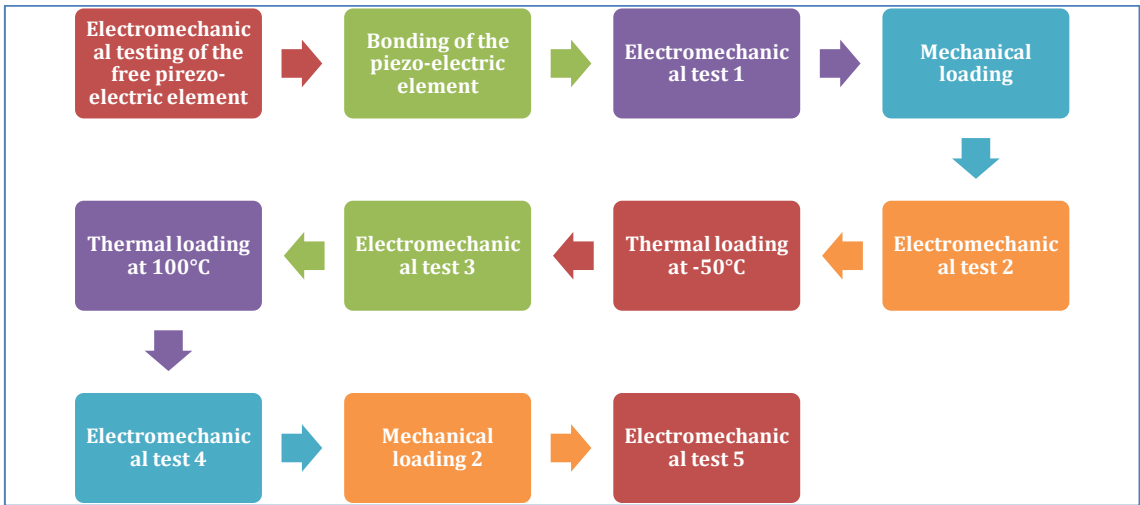 Electromechanic
al testing of the
free pirezo-
electric element
Bonding of the
piezo-electric
element
Electromechanic
al test 1
Mechanical
loading
Electromechanic
al test 2
Thermal loading
at -50°C
Electromechanic
al test 3
Thermal loading
at 100°C
Electromechanic
al test 4
Mechanical
loading 2
Electromechanic
al test 5